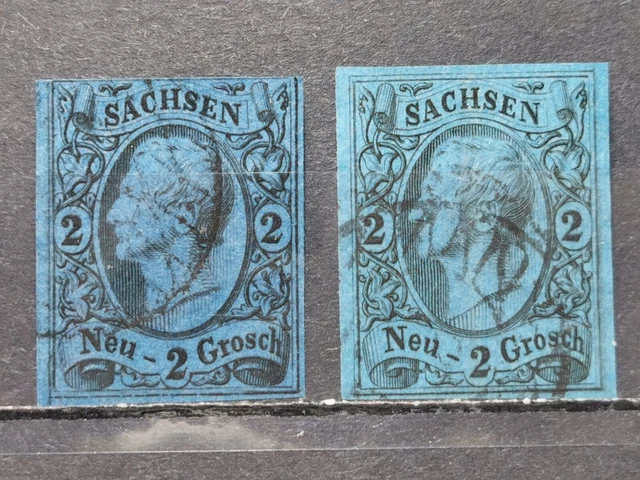 SACHSEN
2 2
Neu - 2 Grosch
SACHSEN
2 2
Neu - 2 Grosch